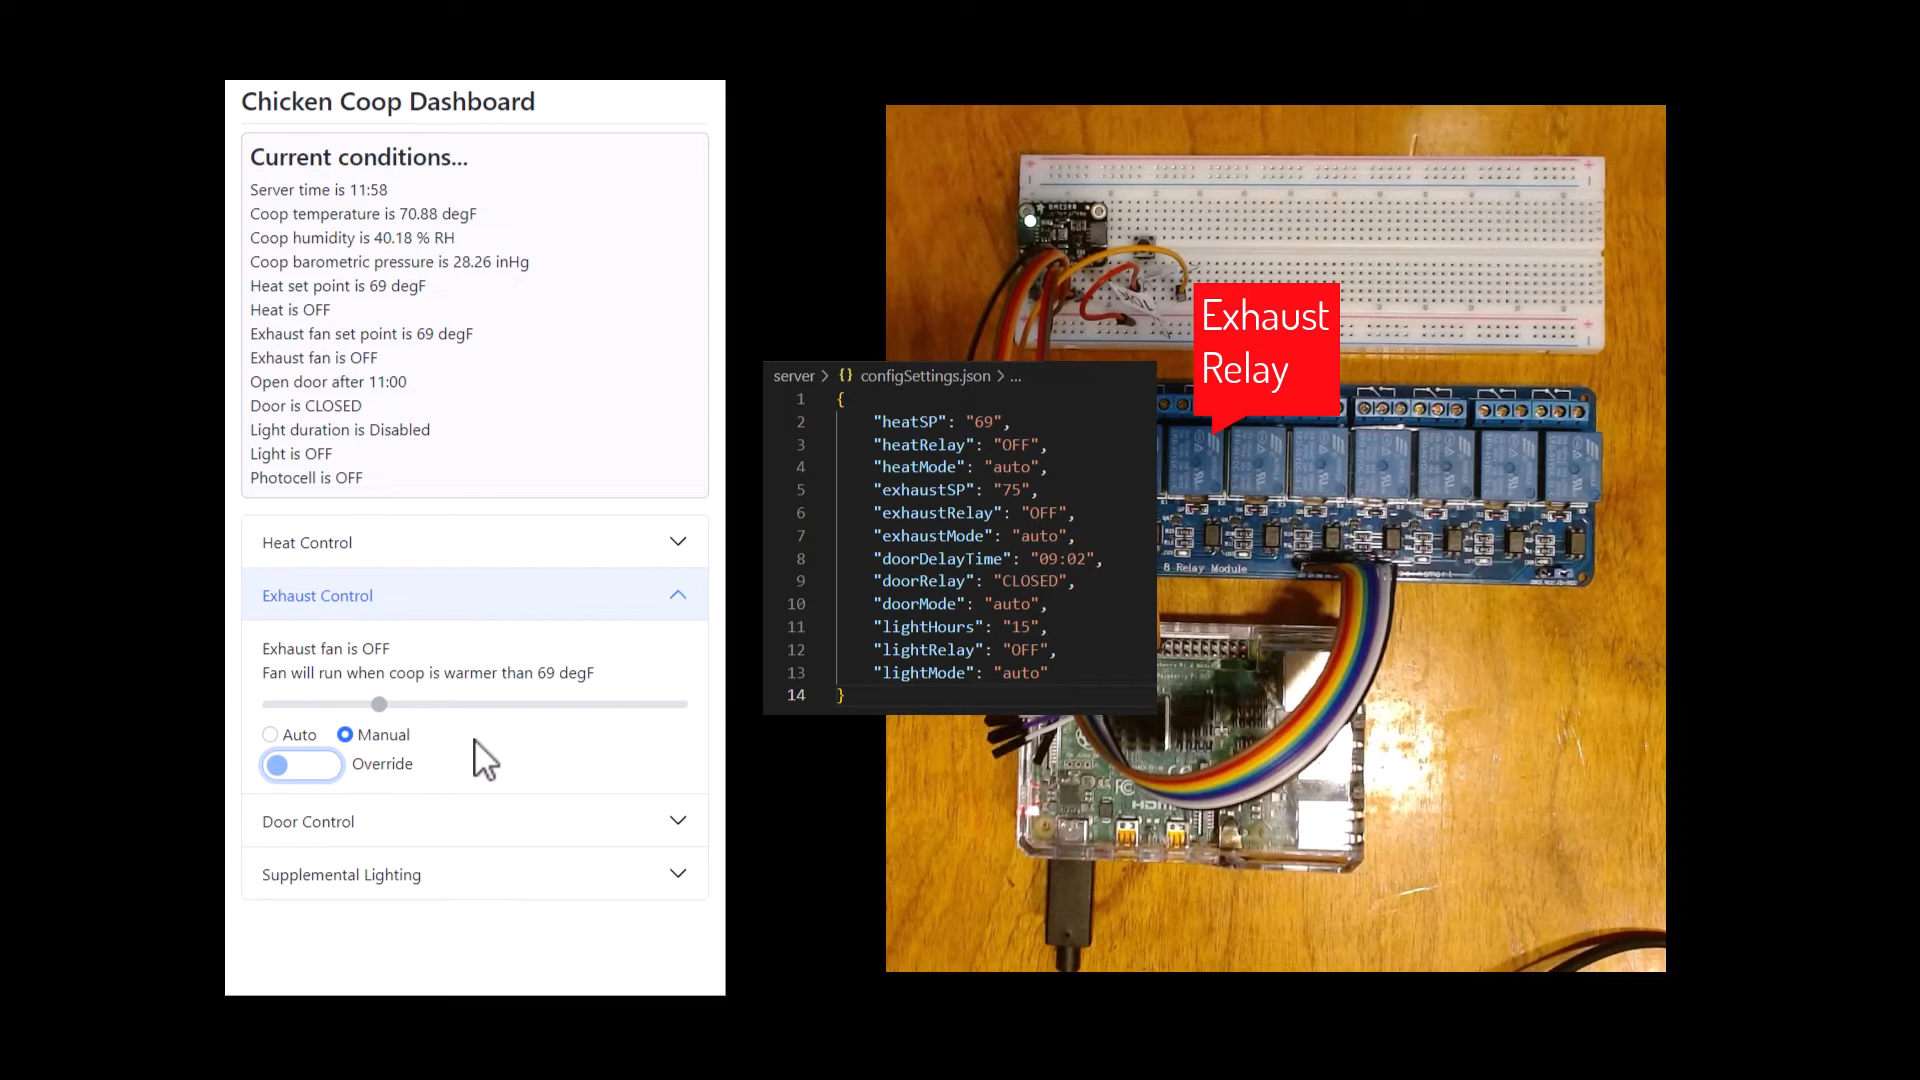 Chicken Coop Dashboard
Current conditions...
Server time is 11:58
Coop temperature is 70.88 degF
Coop humidity is 40.18 % RH
Coop barometric pressure is 28.26 inHg
Heat set point is 69 degF
Heat is OFF
Exhaust fan set point is 69 degF
Exhaust fan is OFF
Open door after 11:00
Door is CLOSED
Light duration is Disabled
Light is OFF
Photocell is OFF
Heat Control
Exhaust Control
Exhaust fan is OFF
Fan will run when coop is warmer than 69 degF
Auto Manual
Override
Door Control
Supplemental Lighting
server > {} configSettings.json > ...
1 {
2 "heatSP": "69",
3 "heatRelay": "OFF",
4 "heatMode": "auto",
5 "exhaustSP": "75",
6 "exhaustRelay": "OFF",
7 "exhaustMode": "auto",
8 "doorDelayTime": "09:02",
9 "doorRelay": "CLOSED",
10 "doorMode": "auto",
11 "lightHours": "15",
12 "lightRelay": "OFF",
13 "lightMode": "auto"
14 }
Exhaust
Relay
8 Relay Module